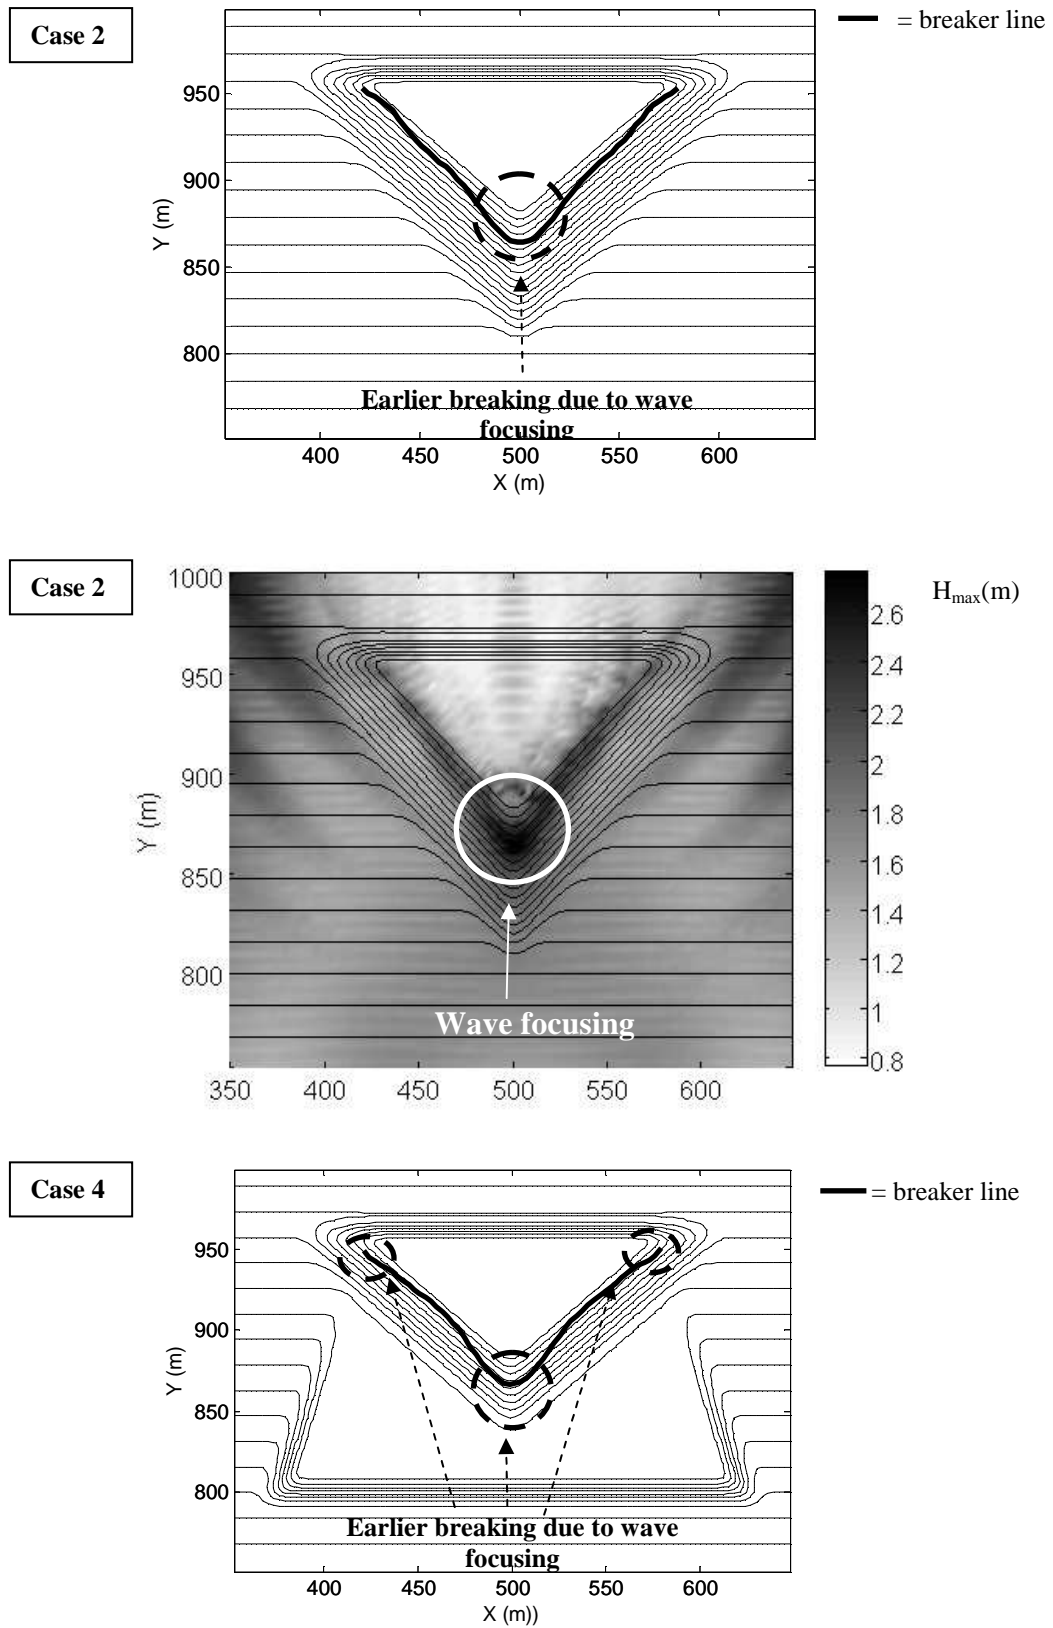 Case 2
= breaker line
950
900
850
800
Y (m)
Earlier breaking due to wave
focusing
400 450 500 550 600
X (m)
Case 2
1000
950
900
850
800
Y (m)
Wave focusing
350 400 450 500 550 600
H_max(m)
2.6
2.4
2.2
2
1.8
1.6
1.4
1.2
1
0.8
Case 4
= breaker line
950
900
850
800
Y (m)
Earlier breaking due to wave
focusing
400 450 500 550 600
X (m))